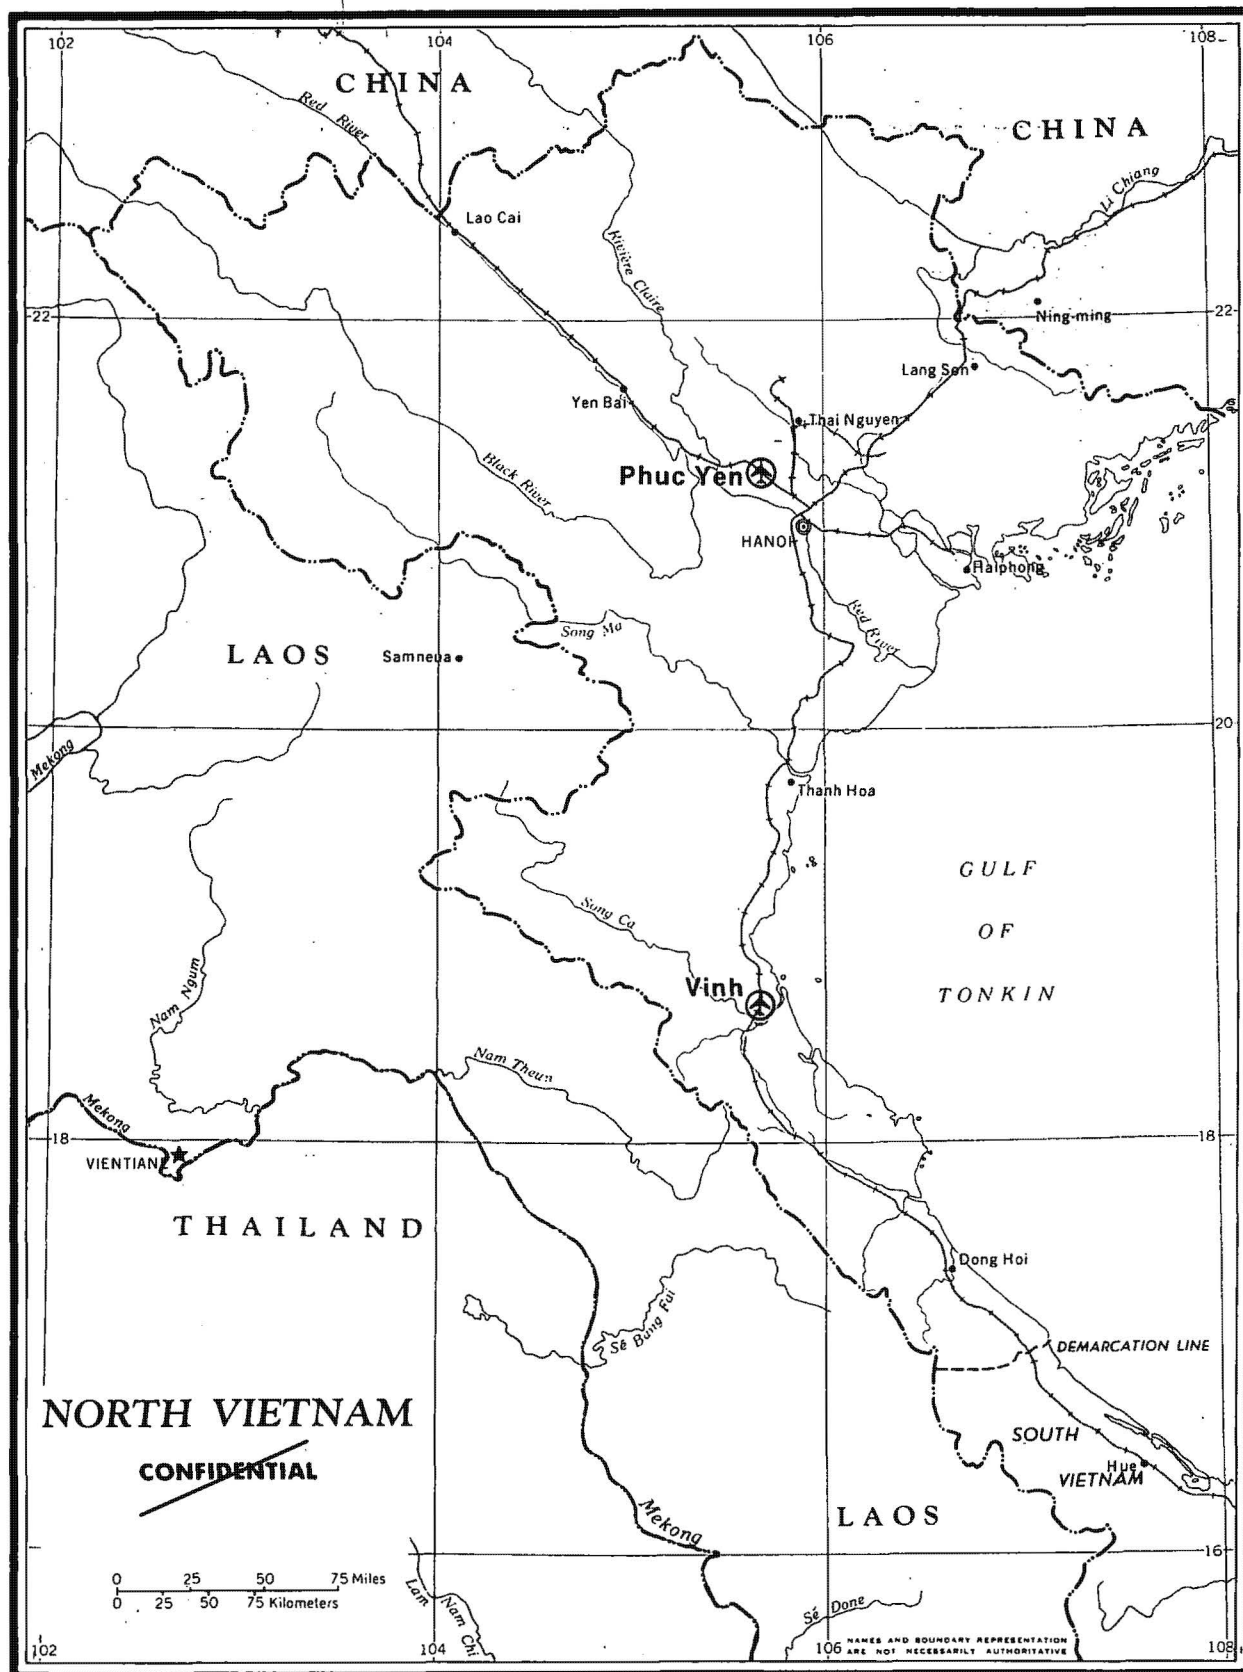 102
104
106
108
CHINA
Red River
CHINA
Li Chiang
Lao Cai
Rivière Claire
22
Ning-ming
22
Lang Son
Yen Bai
Thai Nguyen
Black River
Phuc Yen
HANOI
Haiphong
Red River
Song Ma
LAOS
Samneua
20
Mekong
Thanh Hoa
GULF
OF
TONKIN
Song Ca
Nam Ngum
Vinh
Nam Theun
Mekong
18
18
VIENTIANE
THAILAND
Dong Hoi
Sé Bung Fai
DEMARCATION LINE
NORTH VIETNAM
CONFIDENTIAL
SOUTH
VIETNAM
Hue
Mekong
LAOS
16
0 25 50 75 Miles
0 25 50 75 Kilometers
Lam
Nam Chi
Sé Done
NAMES AND BOUNDARY REPRESENTATION
ARE NOT NECESSARILY AUTHORITATIVE
102
104
106
108